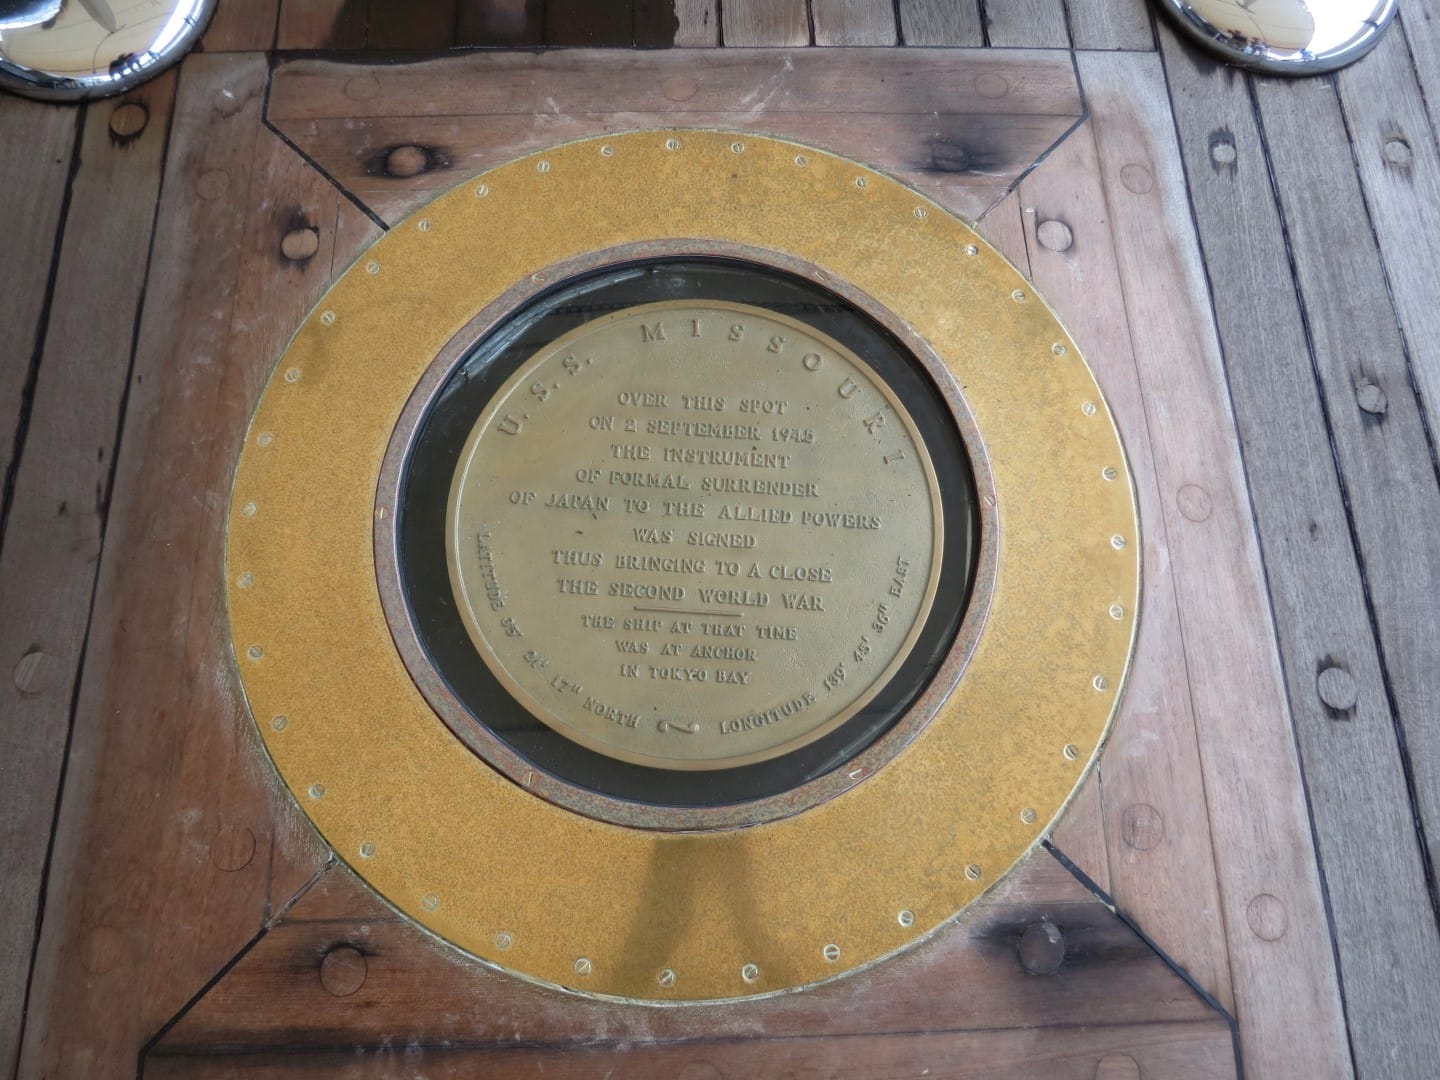 U.S.S. MISSOURI
OVER THIS SPOT
ON 2 SEPTEMBER 1945
THE INSTRUMENT
OF FORMAL SURRENDER
OF JAPAN TO THE ALLIED POWERS
WAS SIGNED
THUS BRINGING TO A CLOSE
THE SECOND WORLD WAR
THE SHIP AT THAT TIME
WAS AT ANCHOR
IN TOKYO BAY
LATITUDE 35° 21' 17" NORTH
LONGITUDE 139° 45' 36" EAST